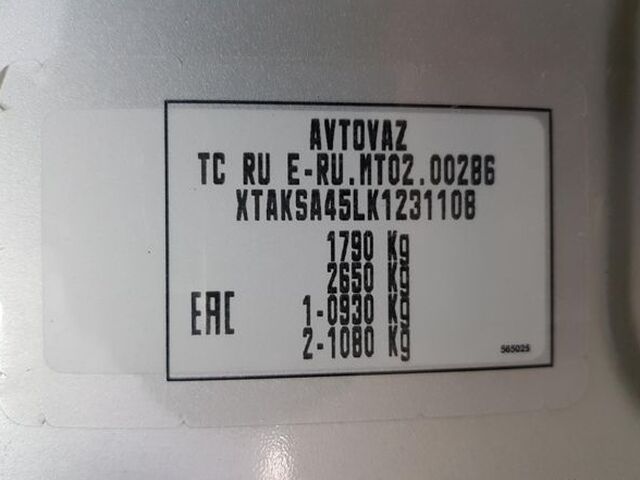 AVTOVAZ
TC RU E-RU.MT02.00286
XTAKSA45LK1231108
1790 Kg
2650 Kg
1-0930 Kg
2-1080 Kg
EAC
565025